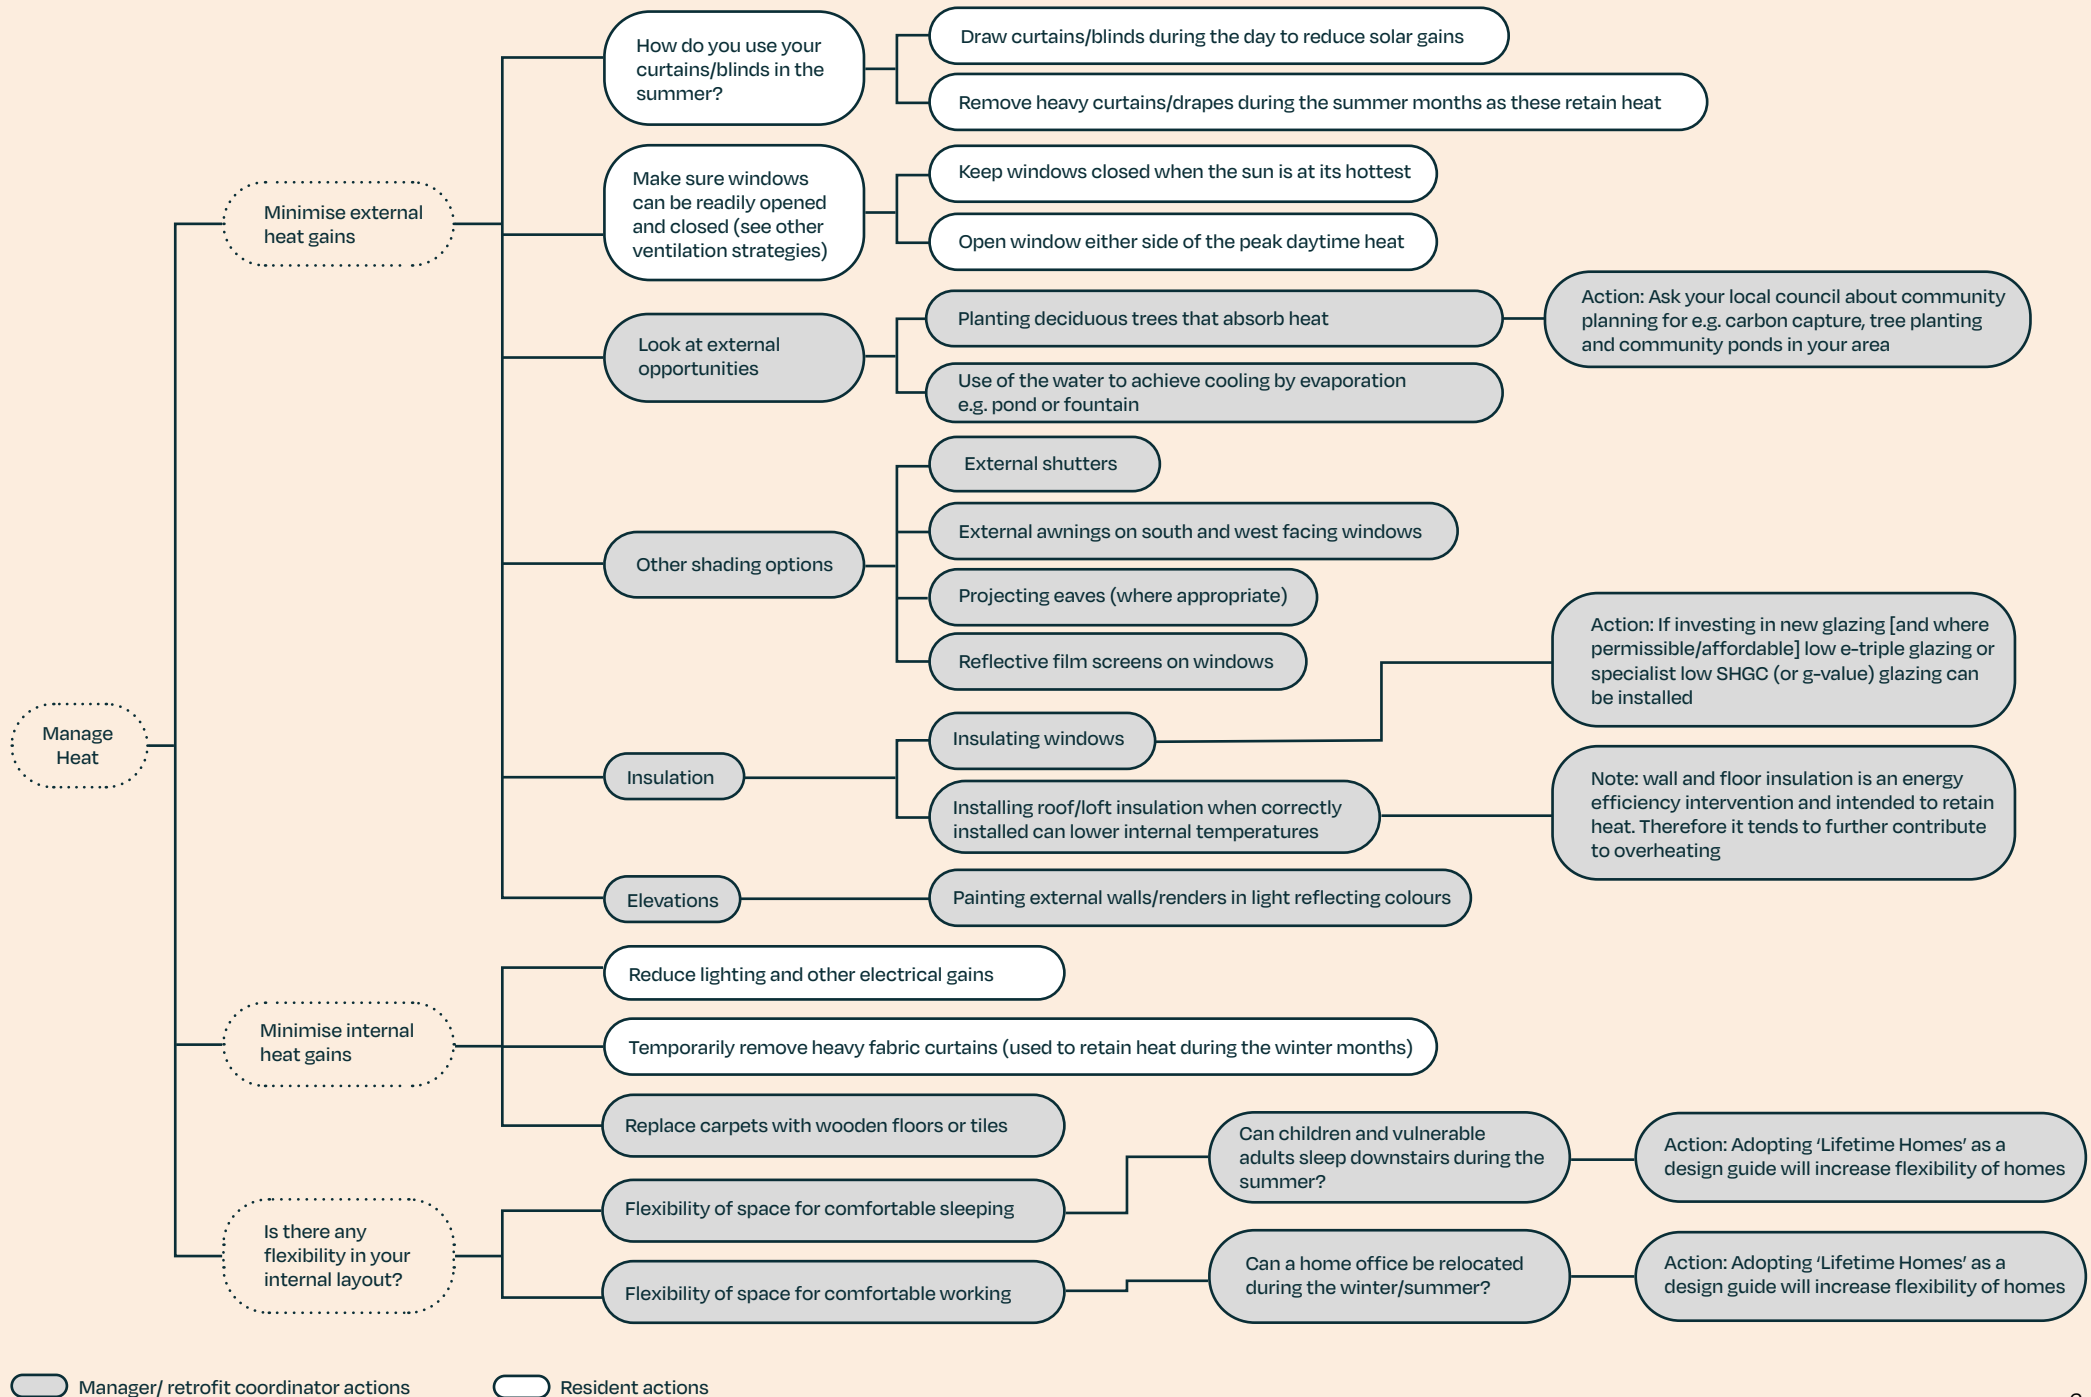 How do you use your
curtains/blinds in the
summer?
Draw curtains/blinds during the day to reduce solar gains
Remove heavy curtains/drapes during the summer months as these retain heat
Minimise external
heat gains
Make sure windows
can be readily opened
and closed (see other
ventilation strategies)
Keep windows closed when the sun is at its hottest
Open window either side of the peak daytime heat
Look at external
opportunities
Planting deciduous trees that absorb heat
Action: Ask your local council about community
planning for e.g. carbon capture, tree planting
and community ponds in your area
Use of the water to achieve cooling by evaporation
e.g. pond or fountain
Other shading options
External shutters
External awnings on south and west facing windows
Projecting eaves (where appropriate)
Reflective film screens on windows
Manage
Heat
Insulation
Insulating windows
Action: If investing in new glazing [and where
permissible/affordable] low e-triple glazing or
specialist low SHGC (or g-value) glazing can
be installed
Installing roof/loft insulation when correctly
installed can lower internal temperatures
Note: wall and floor insulation is an energy
efficiency intervention and intended to retain
heat. Therefore it tends to further contribute
to overheating
Elevations
Painting external walls/renders in light reflecting colours
Minimise internal
heat gains
Reduce lighting and other electrical gains
Temporarily remove heavy fabric curtains (used to retain heat during the winter months)
Replace carpets with wooden floors or tiles
Is there any
flexibility in your
internal layout?
Flexibility of space for comfortable sleeping
Can children and vulnerable
adults sleep downstairs during the
summer?
Action: Adopting ‘Lifetime Homes’ as a
design guide will increase flexibility of homes
Flexibility of space for comfortable working
Can a home office be relocated
during the winter/summer?
Action: Adopting ‘Lifetime Homes’ as a
design guide will increase flexibility of homes
Manager/ retrofit coordinator actions
Resident actions